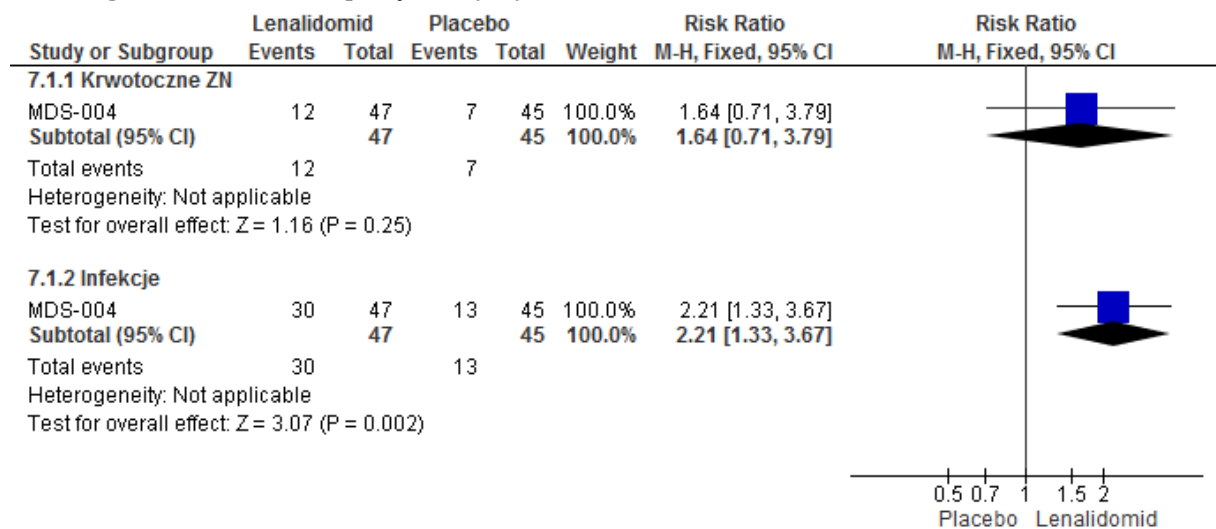 Lenalidomid Placebo Risk Ratio Risk Ratio
Study or Subgroup Events Total Events Total Weight M-H, Fixed, 95% CI M-H, Fixed, 95% CI
7.1.1 Krwotoczne ZN
MDS-004 12 47 7 45 100.0% 1.64 [0.71, 3.79]
Subtotal (95% CI) 47 45 100.0% 1.64 [0.71, 3.79]
Total events 12 7
Heterogeneity: Not applicable
Test for overall effect: Z = 1.16 (P = 0.25)
7.1.2 Infekcje
MDS-004 30 47 13 45 100.0% 2.21 [1.33, 3.67]
Subtotal (95% CI) 47 45 100.0% 2.21 [1.33, 3.67]
Total events 30 13
Heterogeneity: Not applicable
Test for overall effect: Z = 3.07 (P = 0.002)
0.5 0.7 1 1.5 2
Placebo Lenalidomid